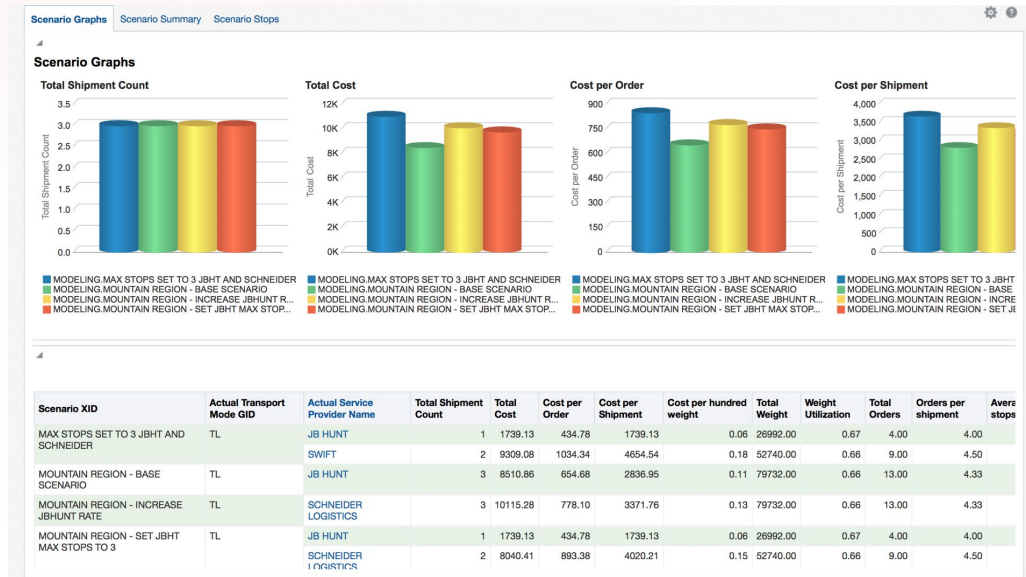 Scenario Graphs Scenario Summary Scenario Stops
Scenario Graphs
Total Shipment Count
Total Shipment Count
3.5
3.0
2.5
2.0
1.5
1.0
0.5
0.0
MODELING.MAX STOPS SET TO 3 JBHT AND SCHNEIDER
MODELING.MOUNTAIN REGION - BASE SCENARIO
MODELING.MOUNTAIN REGION - INCREASE JBHUNT R...
MODELING.MOUNTAIN REGION - SET JBHT MAX STOP...
Total Cost
Total Cost
12K
10K
8K
6K
4K
2K
0K
MODELING.MAX STOPS SET TO 3 JBHT AND SCHNEIDER
MODELING.MOUNTAIN REGION - BASE SCENARIO
MODELING.MOUNTAIN REGION - INCREASE JBHUNT R...
MODELING.MOUNTAIN REGION - SET JBHT MAX STOP...
Cost per Order
Cost per Order
900
750
600
450
300
150
0
MODELING.MAX STOPS SET TO 3 JBHT AND SCHNEIDER
MODELING.MOUNTAIN REGION - BASE SCENARIO
MODELING.MOUNTAIN REGION - INCREASE JBHUNT R...
MODELING.MOUNTAIN REGION - SET JBHT MAX STOP...
Cost per Shipment
Cost per Shipment
4,000
3,500
3,000
2,500
2,000
1,500
1,000
500
0
MODELING.MAX STOPS SET TO 3 JBHT
MODELING.MOUNTAIN REGION - BASE
MODELING.MOUNTAIN REGION - INCRE
MODELING.MOUNTAIN REGION - SET JE
Scenario XID Actual Transport Mode GID Actual Service Provider Name Total Shipment Count Total Cost Cost per Order Cost per Shipment Cost per hundred weight Total Weight Weight Utilization Total Orders Orders per shipment Avera stops
MAX STOPS SET TO 3 JBHT AND SCHNEIDER TL JB HUNT 1 1739.13 434.78 1739.13 0.06 26992.00 0.67 4.00 4.00
SWIFT 2 9309.08 1034.34 4654.54 0.18 52740.00 0.66 9.00 4.50
MOUNTAIN REGION - BASE SCENARIO TL JB HUNT 3 8510.86 654.68 2836.95 0.11 79732.00 0.66 13.00 4.33
MOUNTAIN REGION - INCREASE JBHUNT RATE TL SCHNEIDER LOGISTICS 3 10115.28 778.10 3371.76 0.13 79732.00 0.66 13.00 4.33
MOUNTAIN REGION - SET JBHT MAX STOPS TO 3 TL JB HUNT 1 1739.13 434.78 1739.13 0.06 26992.00 0.67 4.00 4.00
SCHNEIDER LOGISTICS 2 8040.41 893.38 4020.21 0.15 52740.00 0.66 9.00 4.50